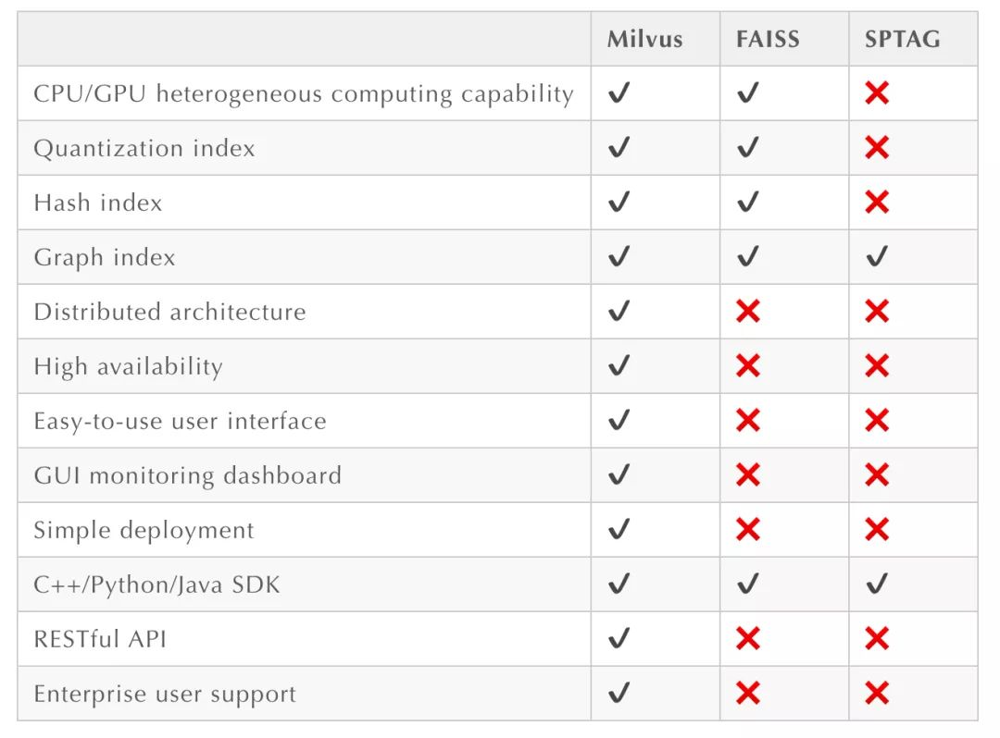 Milvus FAISS SPTAG
CPU/GPU heterogeneous computing capability ✔ ✔ ❌
Quantization index ✔ ✔ ❌
Hash index ✔ ✔ ❌
Graph index ✔ ✔ ✔
Distributed architecture ✔ ❌ ❌
High availability ✔ ❌ ❌
Easy-to-use user interface ✔ ❌ ❌
GUI monitoring dashboard ✔ ❌ ❌
Simple deployment ✔ ❌ ❌
C++/Python/Java SDK ✔ ✔ ✔
RESTful API ✔ ❌ ❌
Enterprise user support ✔ ❌ ❌